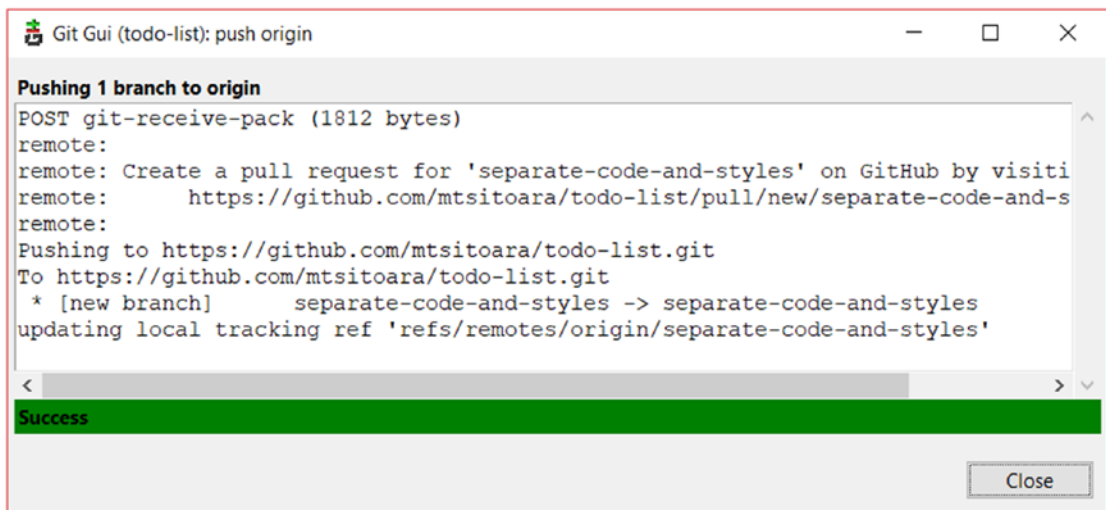 Git Gui (todo-list): push origin
Pushing 1 branch to origin
POST git-receive-pack (1812 bytes)
remote:
remote: Create a pull request for 'separate-code-and-styles' on GitHub by visiti
remote:      https://github.com/mtsitoara/todo-list/pull/new/separate-code-and-s
remote:
Pushing to https://github.com/mtsitoara/todo-list.git
To https://github.com/mtsitoara/todo-list.git
 * [new branch]      separate-code-and-styles -> separate-code-and-styles
updating local tracking ref 'refs/remotes/origin/separate-code-and-styles'
Success
Close